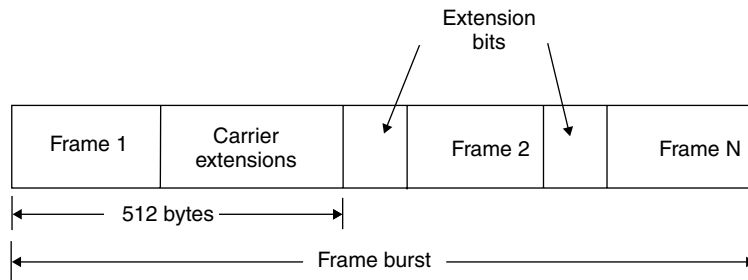 Extension
bits
Frame 1
Carrier
extensions
Frame 2
Frame N
512 bytes
Frame burst